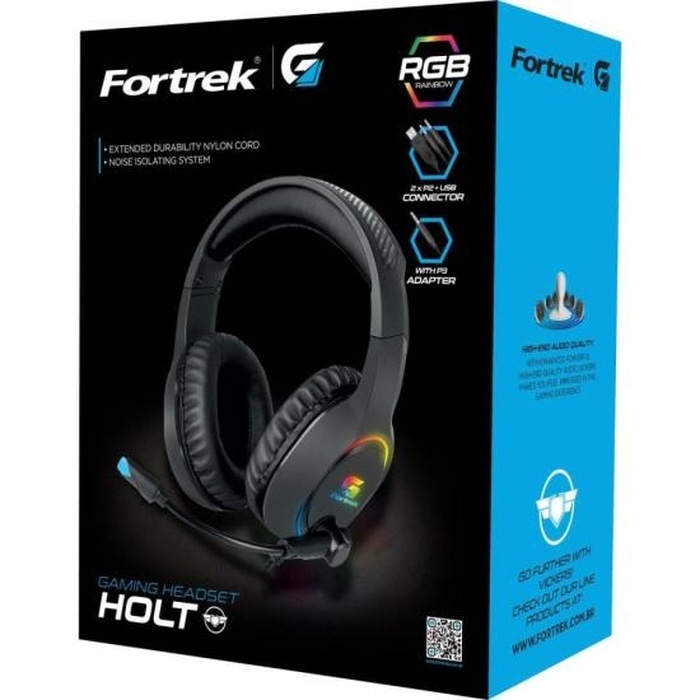 Fortrek®
RGB
RAINBOW
• EXTENDED DURABILITY NYLON CORD
• NOISE ISOLATING SYSTEM
2 x P2 + USB
CONNECTOR
WITH P3
ADAPTER
Fortrek
GAMING HEADSET
HOLT
Fortrek
HIGH-END AUDIO QUALITY
GO FURTHER WITH
VICKERS!
CHECK OUT OUR LINE
PRODUCTS AT:
WWW.FORTREK.COM.BR